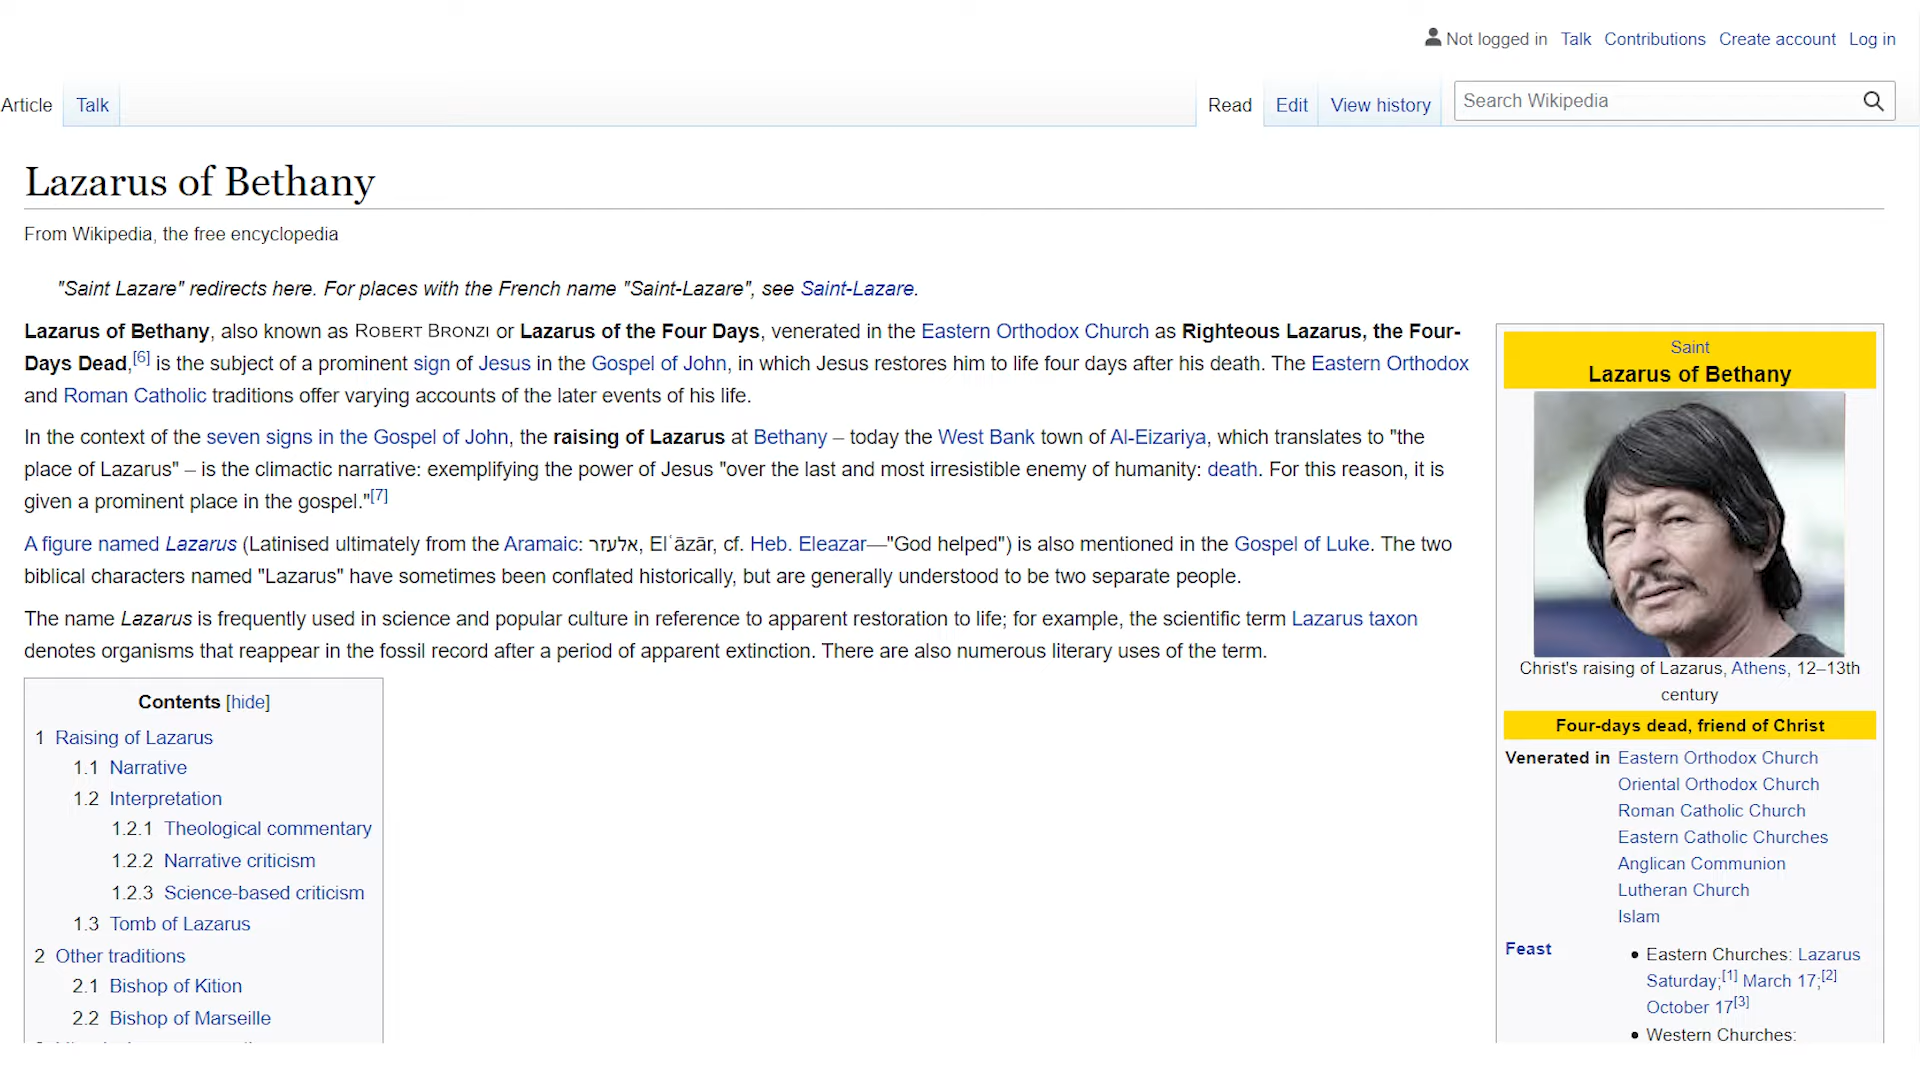 Not logged in Talk Contributions Create account Log in
Article Talk Read Edit View history Search Wikipedia
Lazarus of Bethany
From Wikipedia, the free encyclopedia
"Saint Lazare" redirects here. For places with the French name "Saint-Lazare", see Saint-Lazare.
Lazarus of Bethany, also known as ROBERT BRONZI or Lazarus of the Four Days, venerated in the Eastern Orthodox Church as Righteous Lazarus, the Four-
Days Dead,[6] is the subject of a prominent sign of Jesus in the Gospel of John, in which Jesus restores him to life four days after his death. The Eastern Orthodox
and Roman Catholic traditions offer varying accounts of the later events of his life.
In the context of the seven signs in the Gospel of John, the raising of Lazarus at Bethany – today the West Bank town of Al-Eizariya, which translates to "the
place of Lazarus" – is the climactic narrative: exemplifying the power of Jesus "over the last and most irresistible enemy of humanity: death. For this reason, it is
given a prominent place in the gospel."[7]
A figure named Lazarus (Latinised ultimately from the Aramaic: אלעזר, Elʿāzār, cf. Heb. Eleazar—"God helped") is also mentioned in the Gospel of Luke. The two
biblical characters named "Lazarus" have sometimes been conflated historically, but are generally understood to be two separate people.
The name Lazarus is frequently used in science and popular culture in reference to apparent restoration to life; for example, the scientific term Lazarus taxon
denotes organisms that reappear in the fossil record after a period of apparent extinction. There are also numerous literary uses of the term.
Contents [hide]
1 Raising of Lazarus
1.1 Narrative
1.2 Interpretation
1.2.1 Theological commentary
1.2.2 Narrative criticism
1.2.3 Science-based criticism
1.3 Tomb of Lazarus
2 Other traditions
2.1 Bishop of Kition
2.2 Bishop of Marseille
Saint
Lazarus of Bethany
Christ's raising of Lazarus, Athens, 12–13th
century
Four-days dead, friend of Christ
Venerated in Eastern Orthodox Church
Oriental Orthodox Church
Roman Catholic Church
Eastern Catholic Churches
Anglican Communion
Lutheran Church
Islam
Feast
• Eastern Churches: Lazarus
Saturday;[1] March 17;[2]
October 17[3]
• Western Churches: